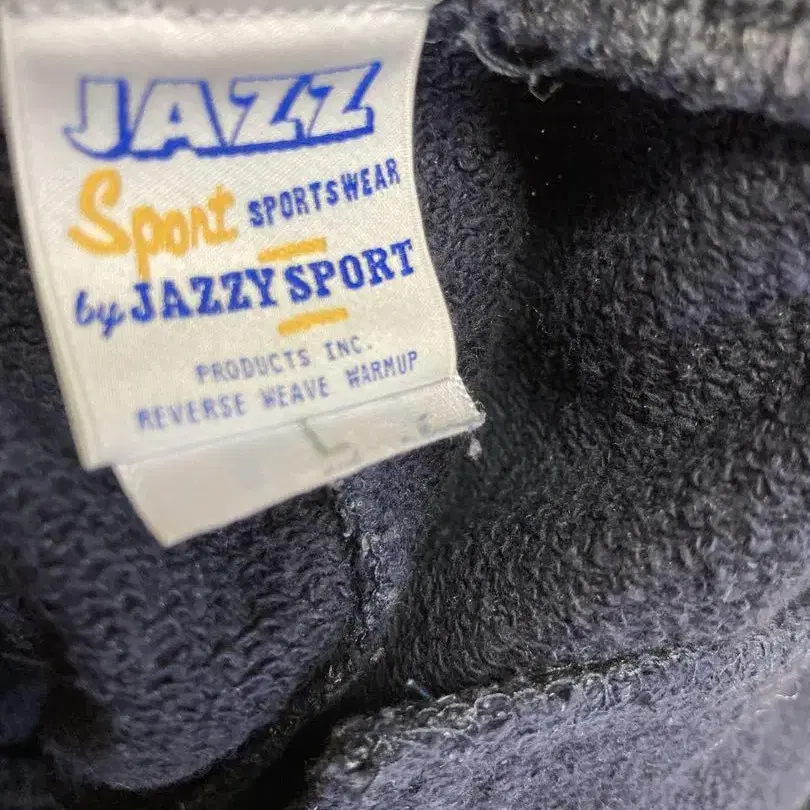 JAZZ
Sport SPORTSWEAR
by JAZZY SPORT
PRODUCTS INC.
REVERSE WEAVE WARMUP
L